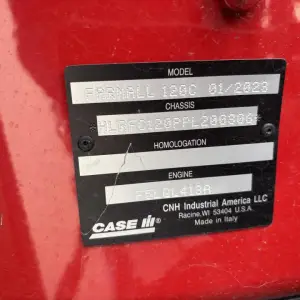 MODEL
FARMALL 120C 01/2023
CHASSIS
HOMOLOGATION
ENGINE
CNH Industrial America LLC
Racine, WI 53404 U.S.A.
Made in Italy
CASE IH®